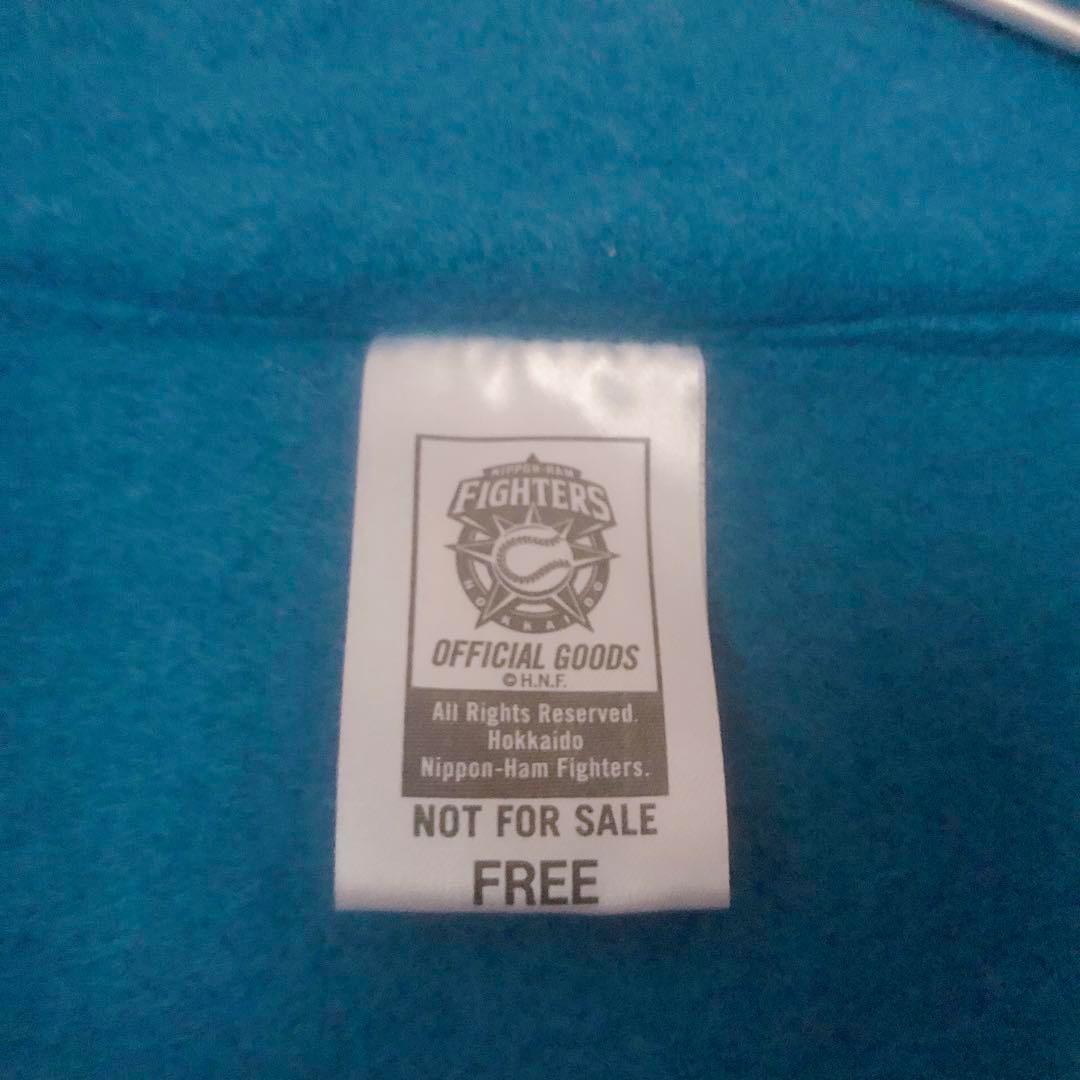 NIPPON-HAM
FIGHTERS
HOKKAIDO
OFFICIAL GOODS
© H.N.F.
All Rights Reserved.
Hokkaido
Nippon-Ham Fighters.
NOT FOR SALE
FREE